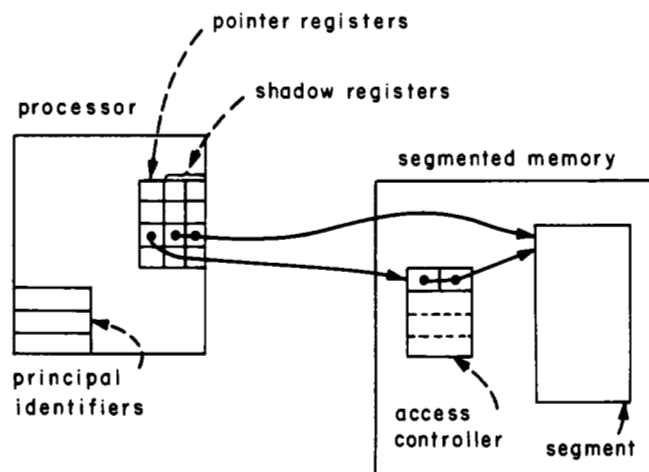 pointer registers
processor
shadow registers
segmented memory
principal
identifiers
access
controller
segment